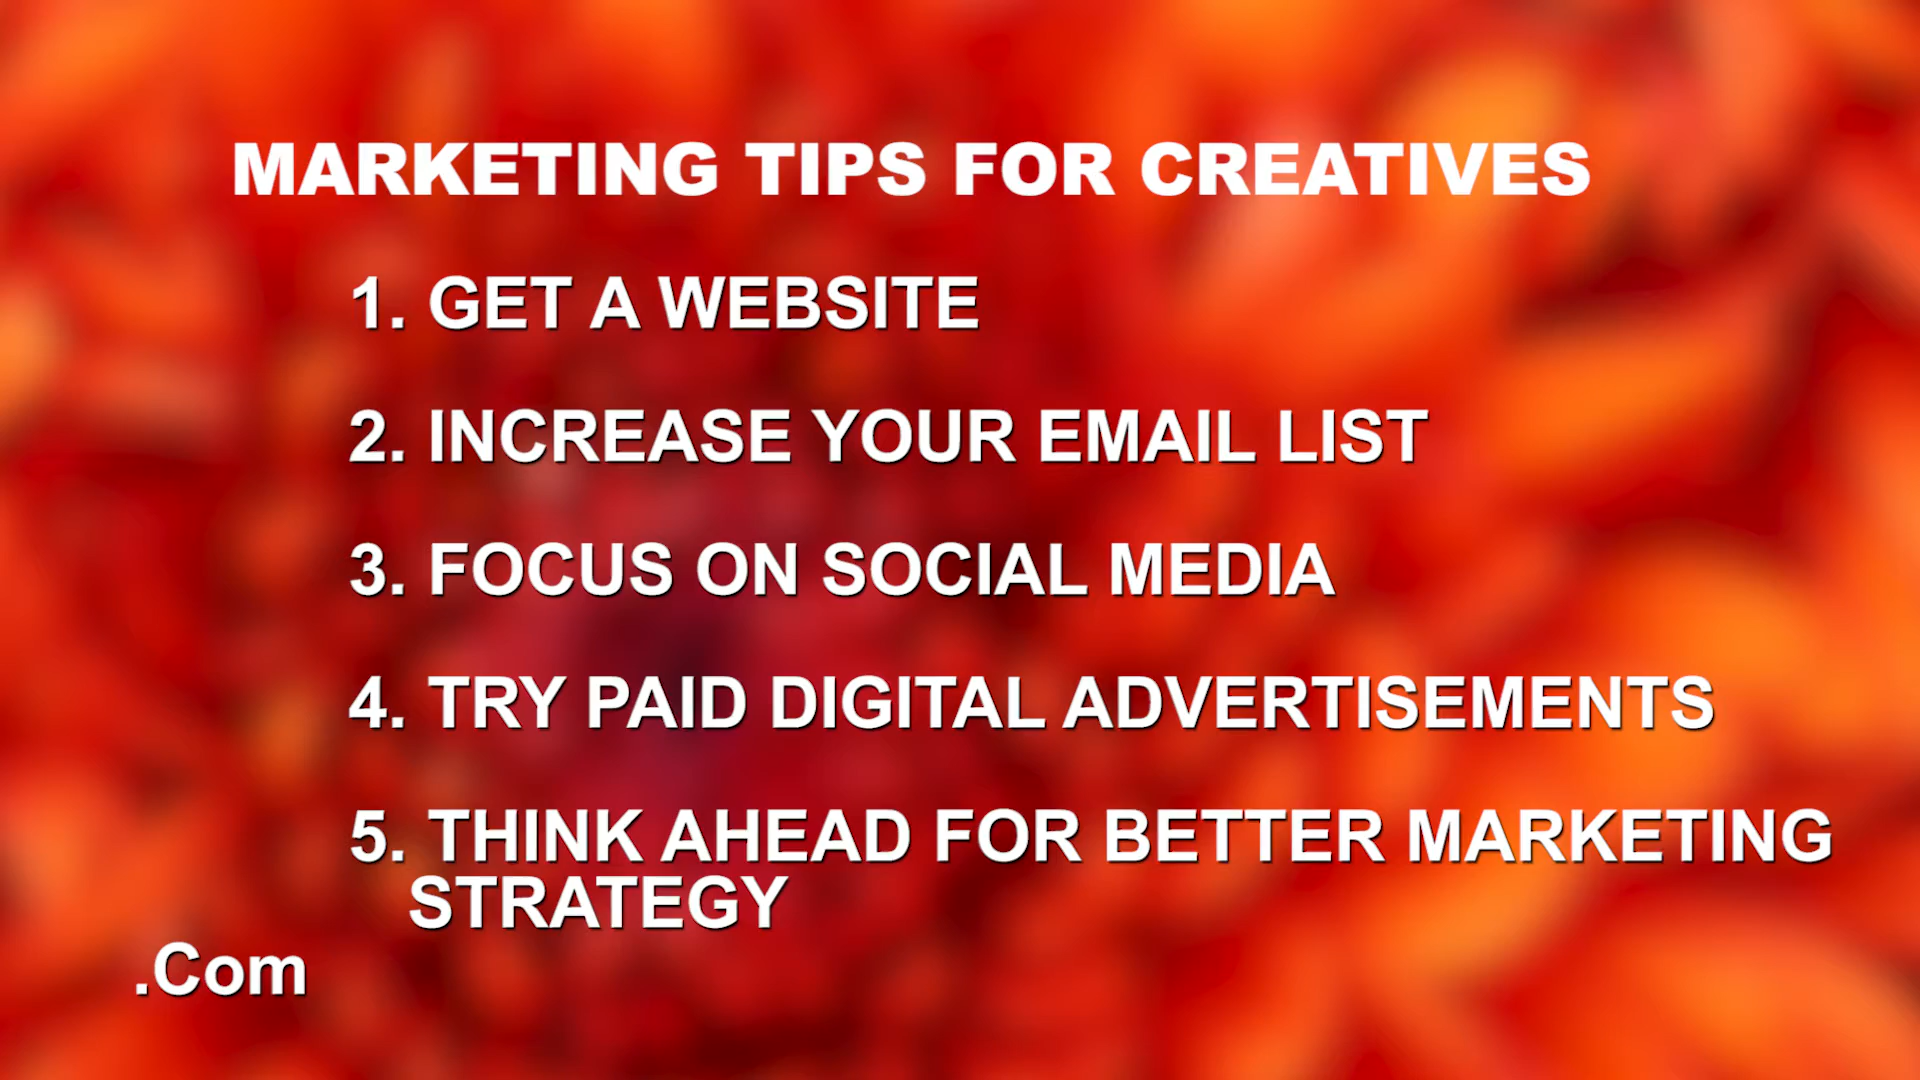 MARKETING TIPS FOR CREATIVES
1. GET A WEBSITE
2. INCREASE YOUR EMAIL LIST
3. FOCUS ON SOCIAL MEDIA
4. TRY PAID DIGITAL ADVERTISEMENTS
5. THINK AHEAD FOR BETTER MARKETING
STRATEGY
.Com